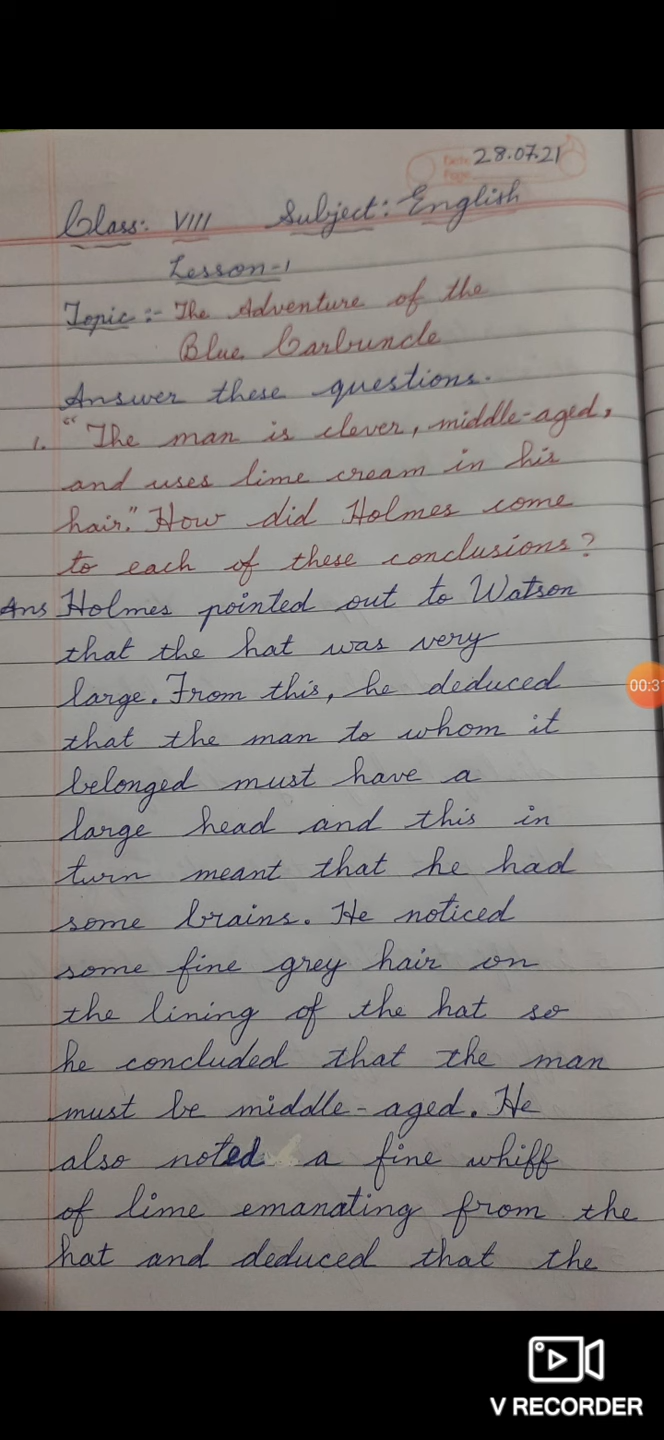 Date 28.07.21
Page
Class: VIII Subject: English
Lesson-1
Topic:- The Adventure of the
Blue Carbuncle
Answer these questions.
1. "The man is clever, middle-aged,
and uses lime cream in his
hair." How did Holmes come
to each of these conclusions?
Ans Holmes pointed out to Watson
that the hat was very
large. From this, he deduced
that the man to whom it
belonged must have a
large head and this in
turn meant that he had
some brains. He noticed
some fine grey hair on
the lining of the hat so
he concluded that the man
must be middle-aged. He
also noted a fine whiff
of lime emanating from the
hat and deduced that the
00:31
V RECORDER